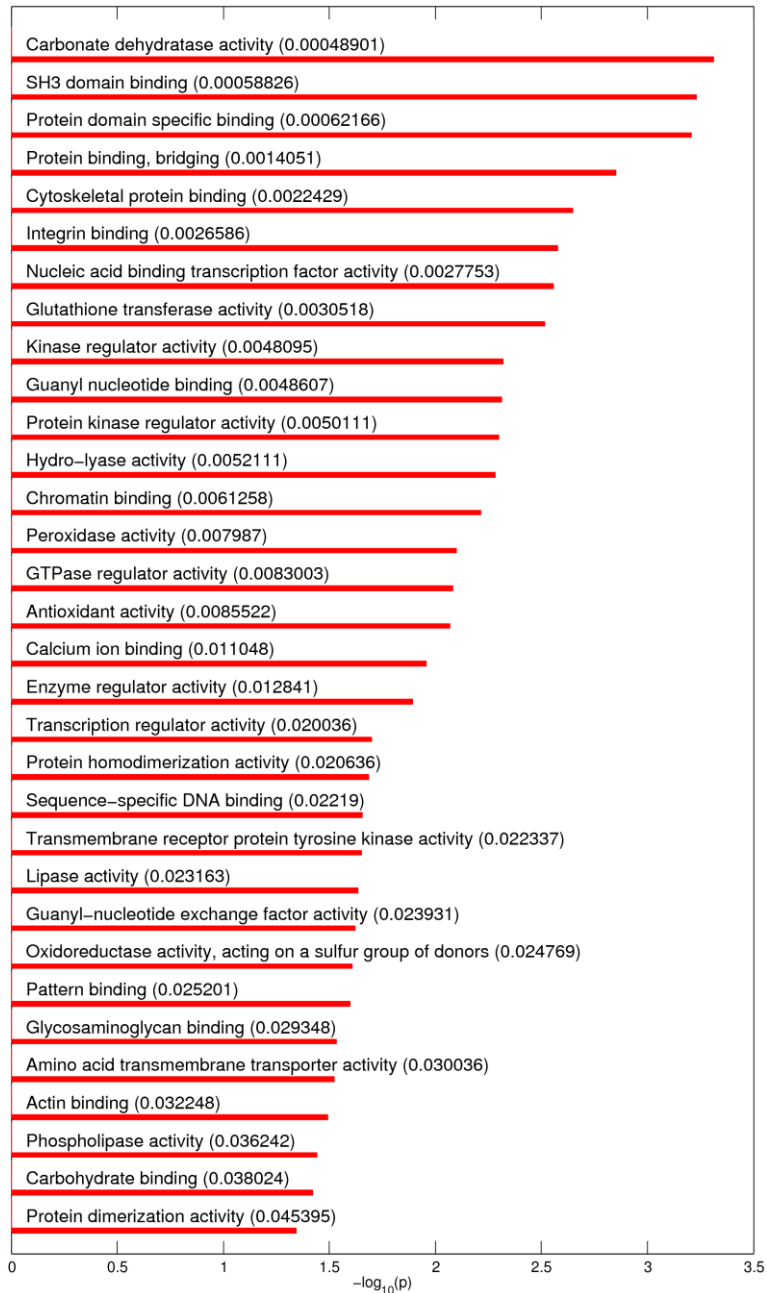 Carbonate dehydratase activity (0.00048901)
SH3 domain binding (0.00058826)
Protein domain specific binding (0.00062166)
Protein binding, bridging (0.0014051)
Cytoskeletal protein binding (0.0022429)
Integrin binding (0.0026586)
Nucleic acid binding transcription factor activity (0.0027753)
Glutathione transferase activity (0.0030518)
Kinase regulator activity (0.0048095)
Guanyl nucleotide binding (0.0048607)
Protein kinase regulator activity (0.0050111)
Hydro−lyase activity (0.0052111)
Chromatin binding (0.0061258)
Peroxidase activity (0.007987)
GTPase regulator activity (0.0083003)
Antioxidant activity (0.0085522)
Calcium ion binding (0.011048)
Enzyme regulator activity (0.012841)
Transcription regulator activity (0.020036)
Protein homodimerization activity (0.020636)
Sequence−specific DNA binding (0.02219)
Transmembrane receptor protein tyrosine kinase activity (0.022337)
Lipase activity (0.023163)
Guanyl−nucleotide exchange factor activity (0.023931)
Oxidoreductase activity, acting on a sulfur group of donors (0.024769)
Pattern binding (0.025201)
Glycosaminoglycan binding (0.029348)
Amino acid transmembrane transporter activity (0.030036)
Actin binding (0.032248)
Phospholipase activity (0.036242)
Carbohydrate binding (0.038024)
Protein dimerization activity (0.045395)
0 0.5 1 1.5 2 2.5 3 3.5
−log10(p)